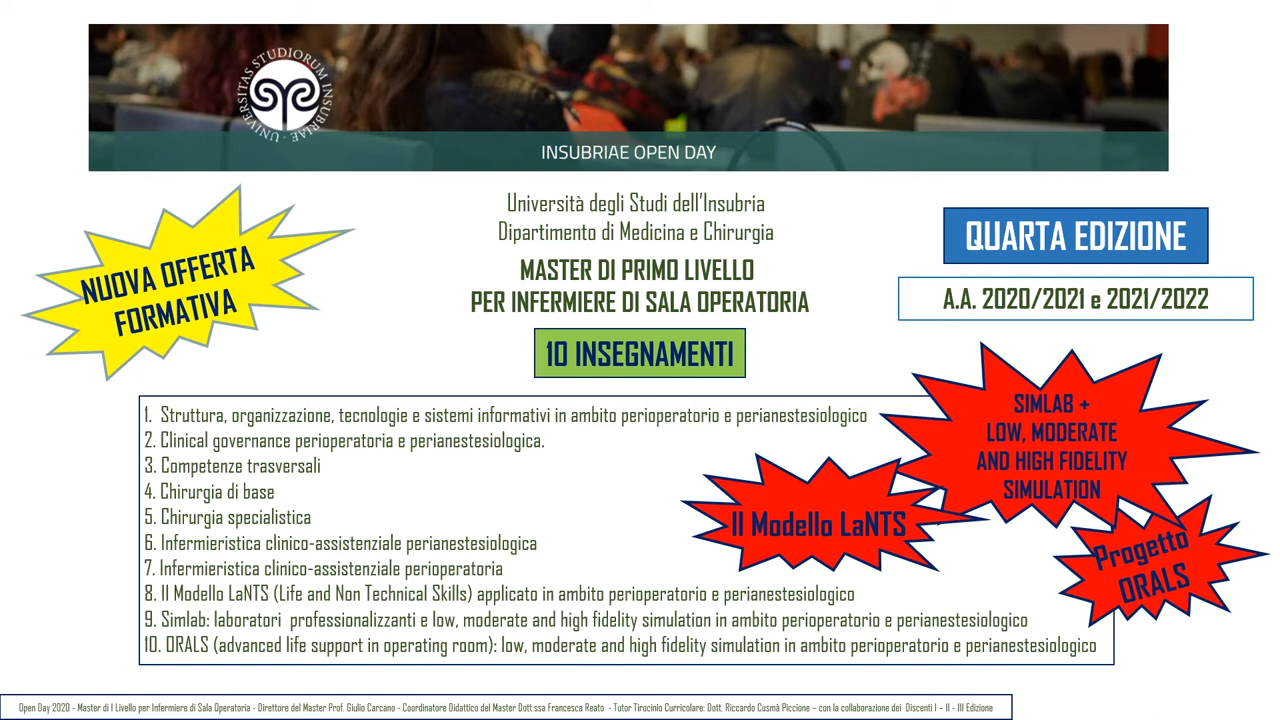 UNIVERSITAS STUDIORUM INSUBRIAE
INSUBRIAE OPEN DAY
Università degli Studi dell'Insubria
Dipartimento di Medicina e Chirurgia
MASTER DI PRIMO LIVELLO
PER INFERMIERE DI SALA OPERATORIA
10 INSEGNAMENTI
NUOVA OFFERTA
FORMATIVA
QUARTA EDIZIONE
A.A. 2020/2021 e 2021/2022
1. Struttura, organizzazione, tecnologie e sistemi informativi in ambito perioperatorio e perianestesiologico
2. Clinical governance perioperatoria e perianestesiologica.
3. Competenze trasversali
4. Chirurgia di base
5. Chirurgia specialistica
6. Infermieristica clinico-assistenziale perianestesiologica
7. Infermieristica clinico-assistenziale perioperatoria
8. Il Modello LaNTS (Life and Non Technical Skills) applicato in ambito perioperatorio e perianestesiologico
9. Simlab: laboratori professionalizzanti e low, moderate and high fidelity simulation in ambito perioperatorio e perianestesiologico
10. ORALS (advanced life support in operating room): low, moderate and high fidelity simulation in ambito perioperatorio e perianestesiologico
SIMLAB +
LOW, MODERATE
AND HIGH FIDELITY
SIMULATION
Il Modello LaNTS
Progetto
ORALS
Open Day 2020 - Master di I Livello per Infermiere di Sala Operatoria - Direttore del Master Prof. Giulio Carcano - Coordinatore Didattico del Master Dott.ssa Francesca Reato - Tutor Tirocinio Curricolare: Dott. Riccardo Cusmà Piccione – con la collaborazione dei Discenti I – II - III Edizione